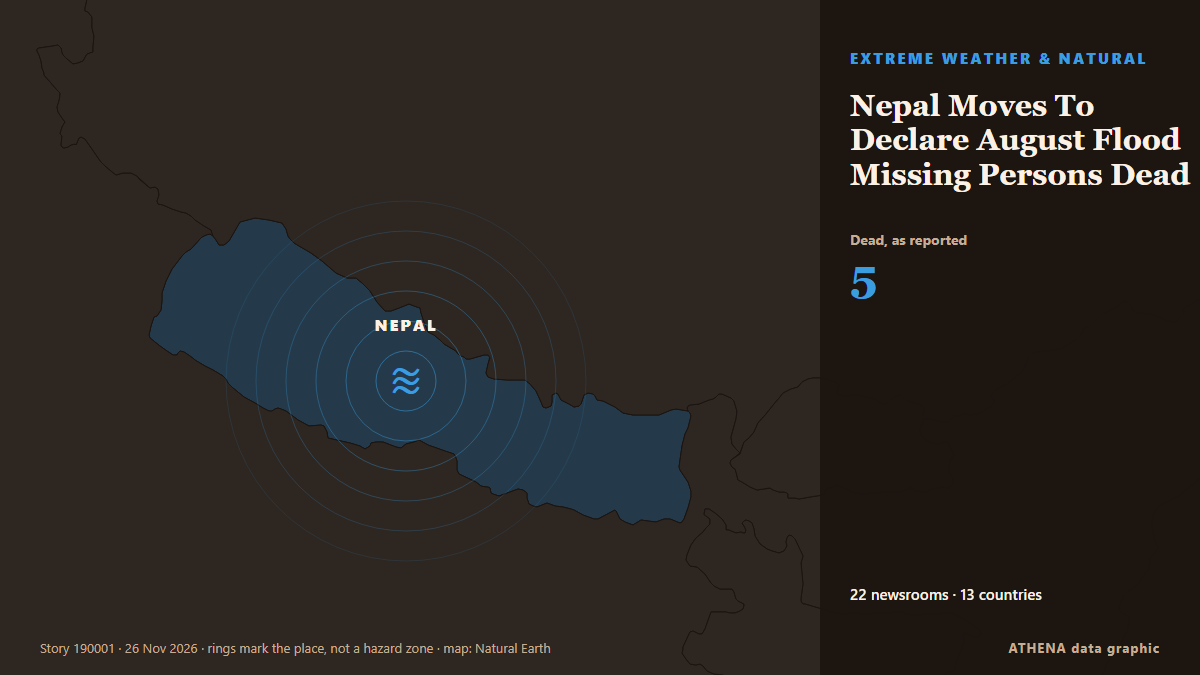 EXTREME WEATHER & NATURAL
Nepal Moves To
Declare August Flood
Missing Persons Dead
Dead, as reported
5
NEPAL
22 newsrooms · 13 countries
Story 190001 · 26 Nov 2026 · rings mark the place, not a hazard zone · map: Natural Earth
ATHENA data graphic